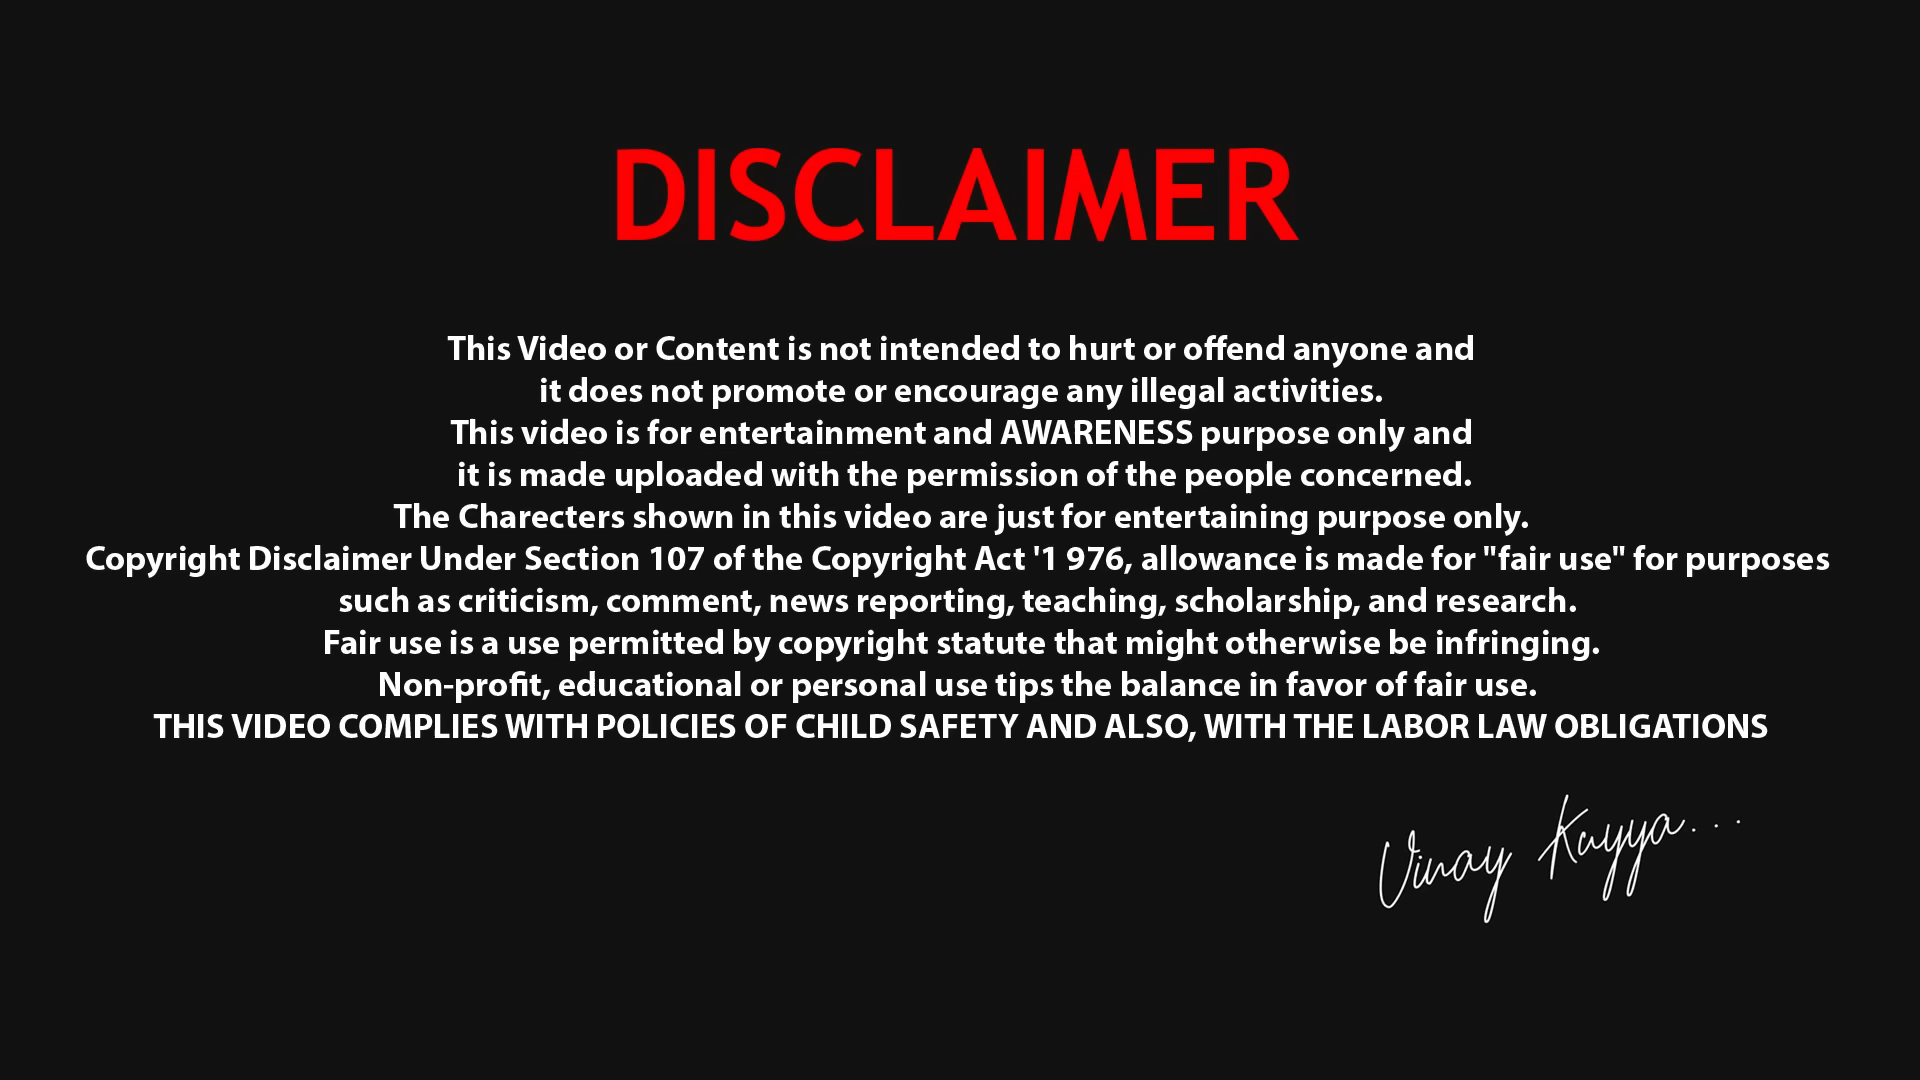 DISCLAIMER
This Video or Content is not intended to hurt or offend anyone and
it does not promote or encourage any illegal activities.
This video is for entertainment and AWARENESS purpose only and
it is made uploaded with the permission of the people concerned.
The Charecters shown in this video are just for entertaining purpose only.
Copyright Disclaimer Under Section 107 of the Copyright Act '1 976, allowance is made for "fair use" for purposes
such as criticism, comment, news reporting, teaching, scholarship, and research.
Fair use is a use permitted by copyright statute that might otherwise be infringing.
Non-profit, educational or personal use tips the balance in favor of fair use.
THIS VIDEO COMPLIES WITH POLICIES OF CHILD SAFETY AND ALSO, WITH THE LABOR LAW OBLIGATIONS
Vinay Kuyya...